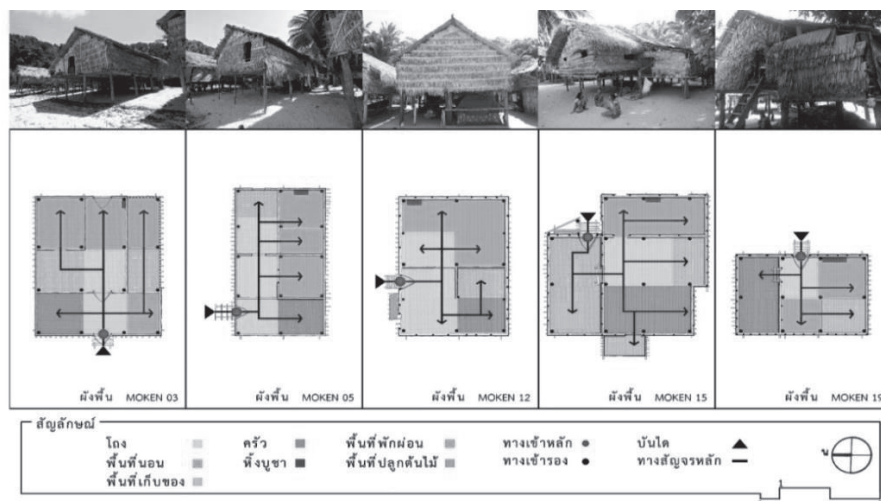 ผังพื้น MOKEN 03
ผังพื้น MOKEN 05
ผังพื้น MOKEN 12
ผังพื้น MOKEN 15
ผังพื้น MOKEN 19
สัญลักษณ์
โถง ครัว พื้นที่พักผ่อน ทางเข้าหลัก บันได
พื้นที่นอน หิ้งบูชา พื้นที่ปลูกต้นไม้ ทางเข้ารอง ทางสัญจรหลัก
พื้นที่เก็บของ
น
1